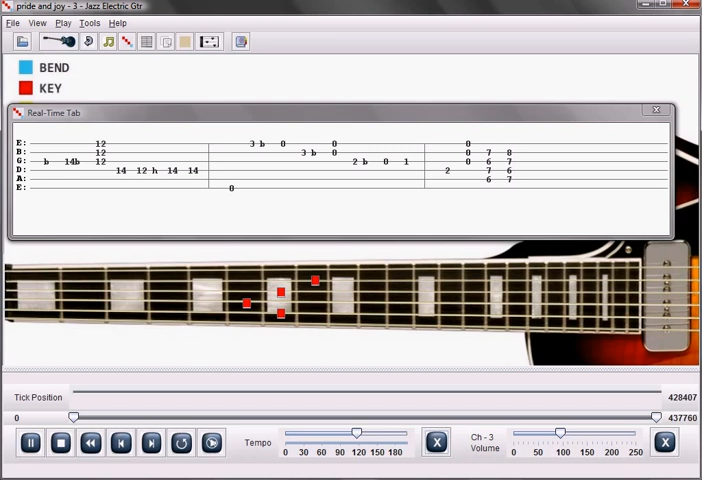 pride and joy - 3 - Jazz Electric Gtr
File View Play Tools Help
BEND
KEY
Real-Time Tab
E: 12 3 b 0 0 0
B: 12 3 b 0 7 8
G: b 14b 12 2 b 0 1 0 6 7
D: 14 12 h 14 14 2 7 6
A: 6 7
E: 0
Tick Position 428407
0 437760
Tempo X Ch - 3 X
0 30 60 90 120 150 180 Volume 0 50 100 150 200 250